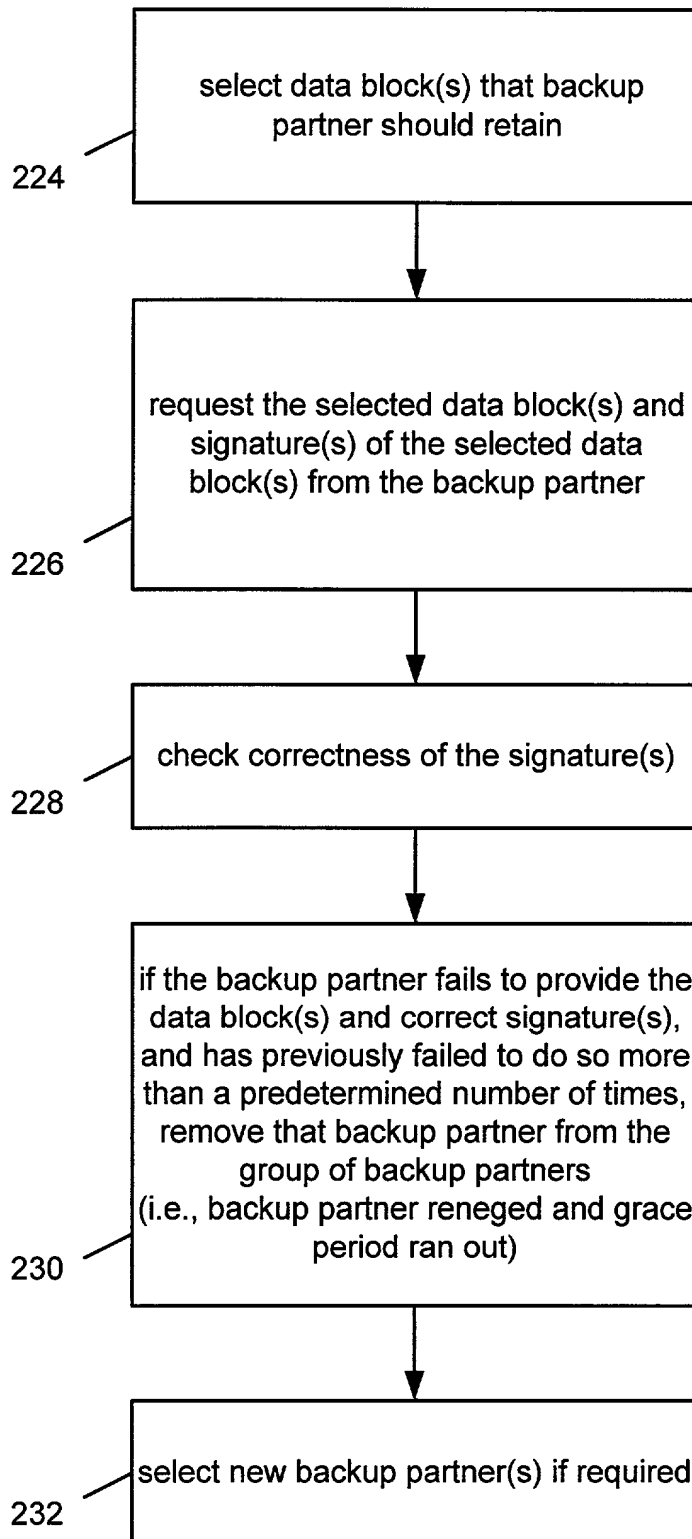 select data block(s) that backup
partner should retain
224
request the selected data block(s) and
signature(s) of the selected data
block(s) from the backup partner
226
check correctness of the signature(s)
228
if the backup partner fails to provide the
data block(s) and correct signature(s),
and has previously failed to do so more
than a predetermined number of times,
remove that backup partner from the
group of backup partners
(i.e., backup partner reneged and grace
period ran out)
230
select new backup partner(s) if required
232